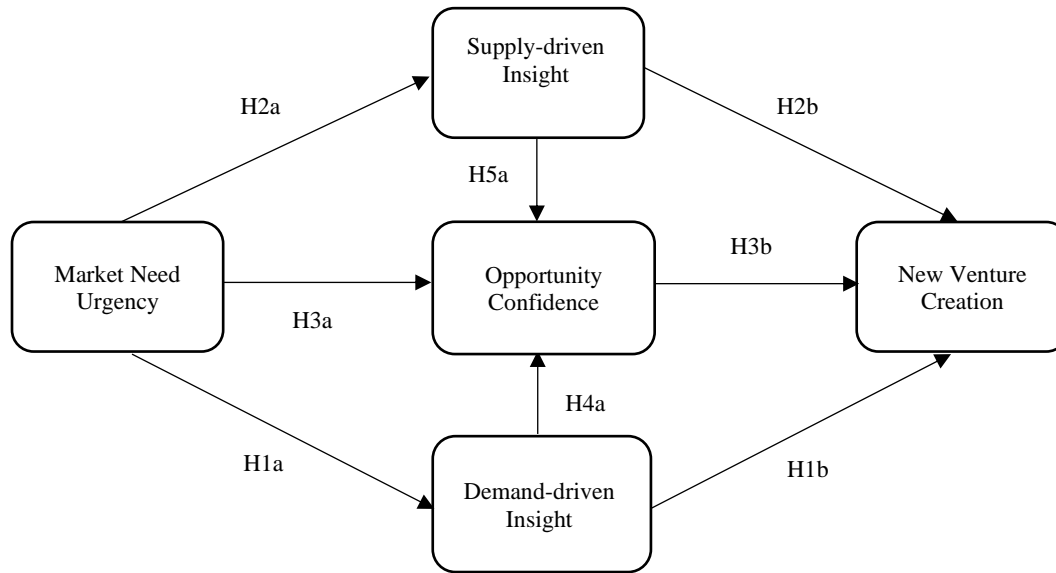 Supply-driven
Insight
H2a
H2b
H5a
Market Need
Urgency
Opportunity
Confidence
H3b
New Venture
Creation
H3a
H4a
H1a
H1b
Demand-driven
Insight